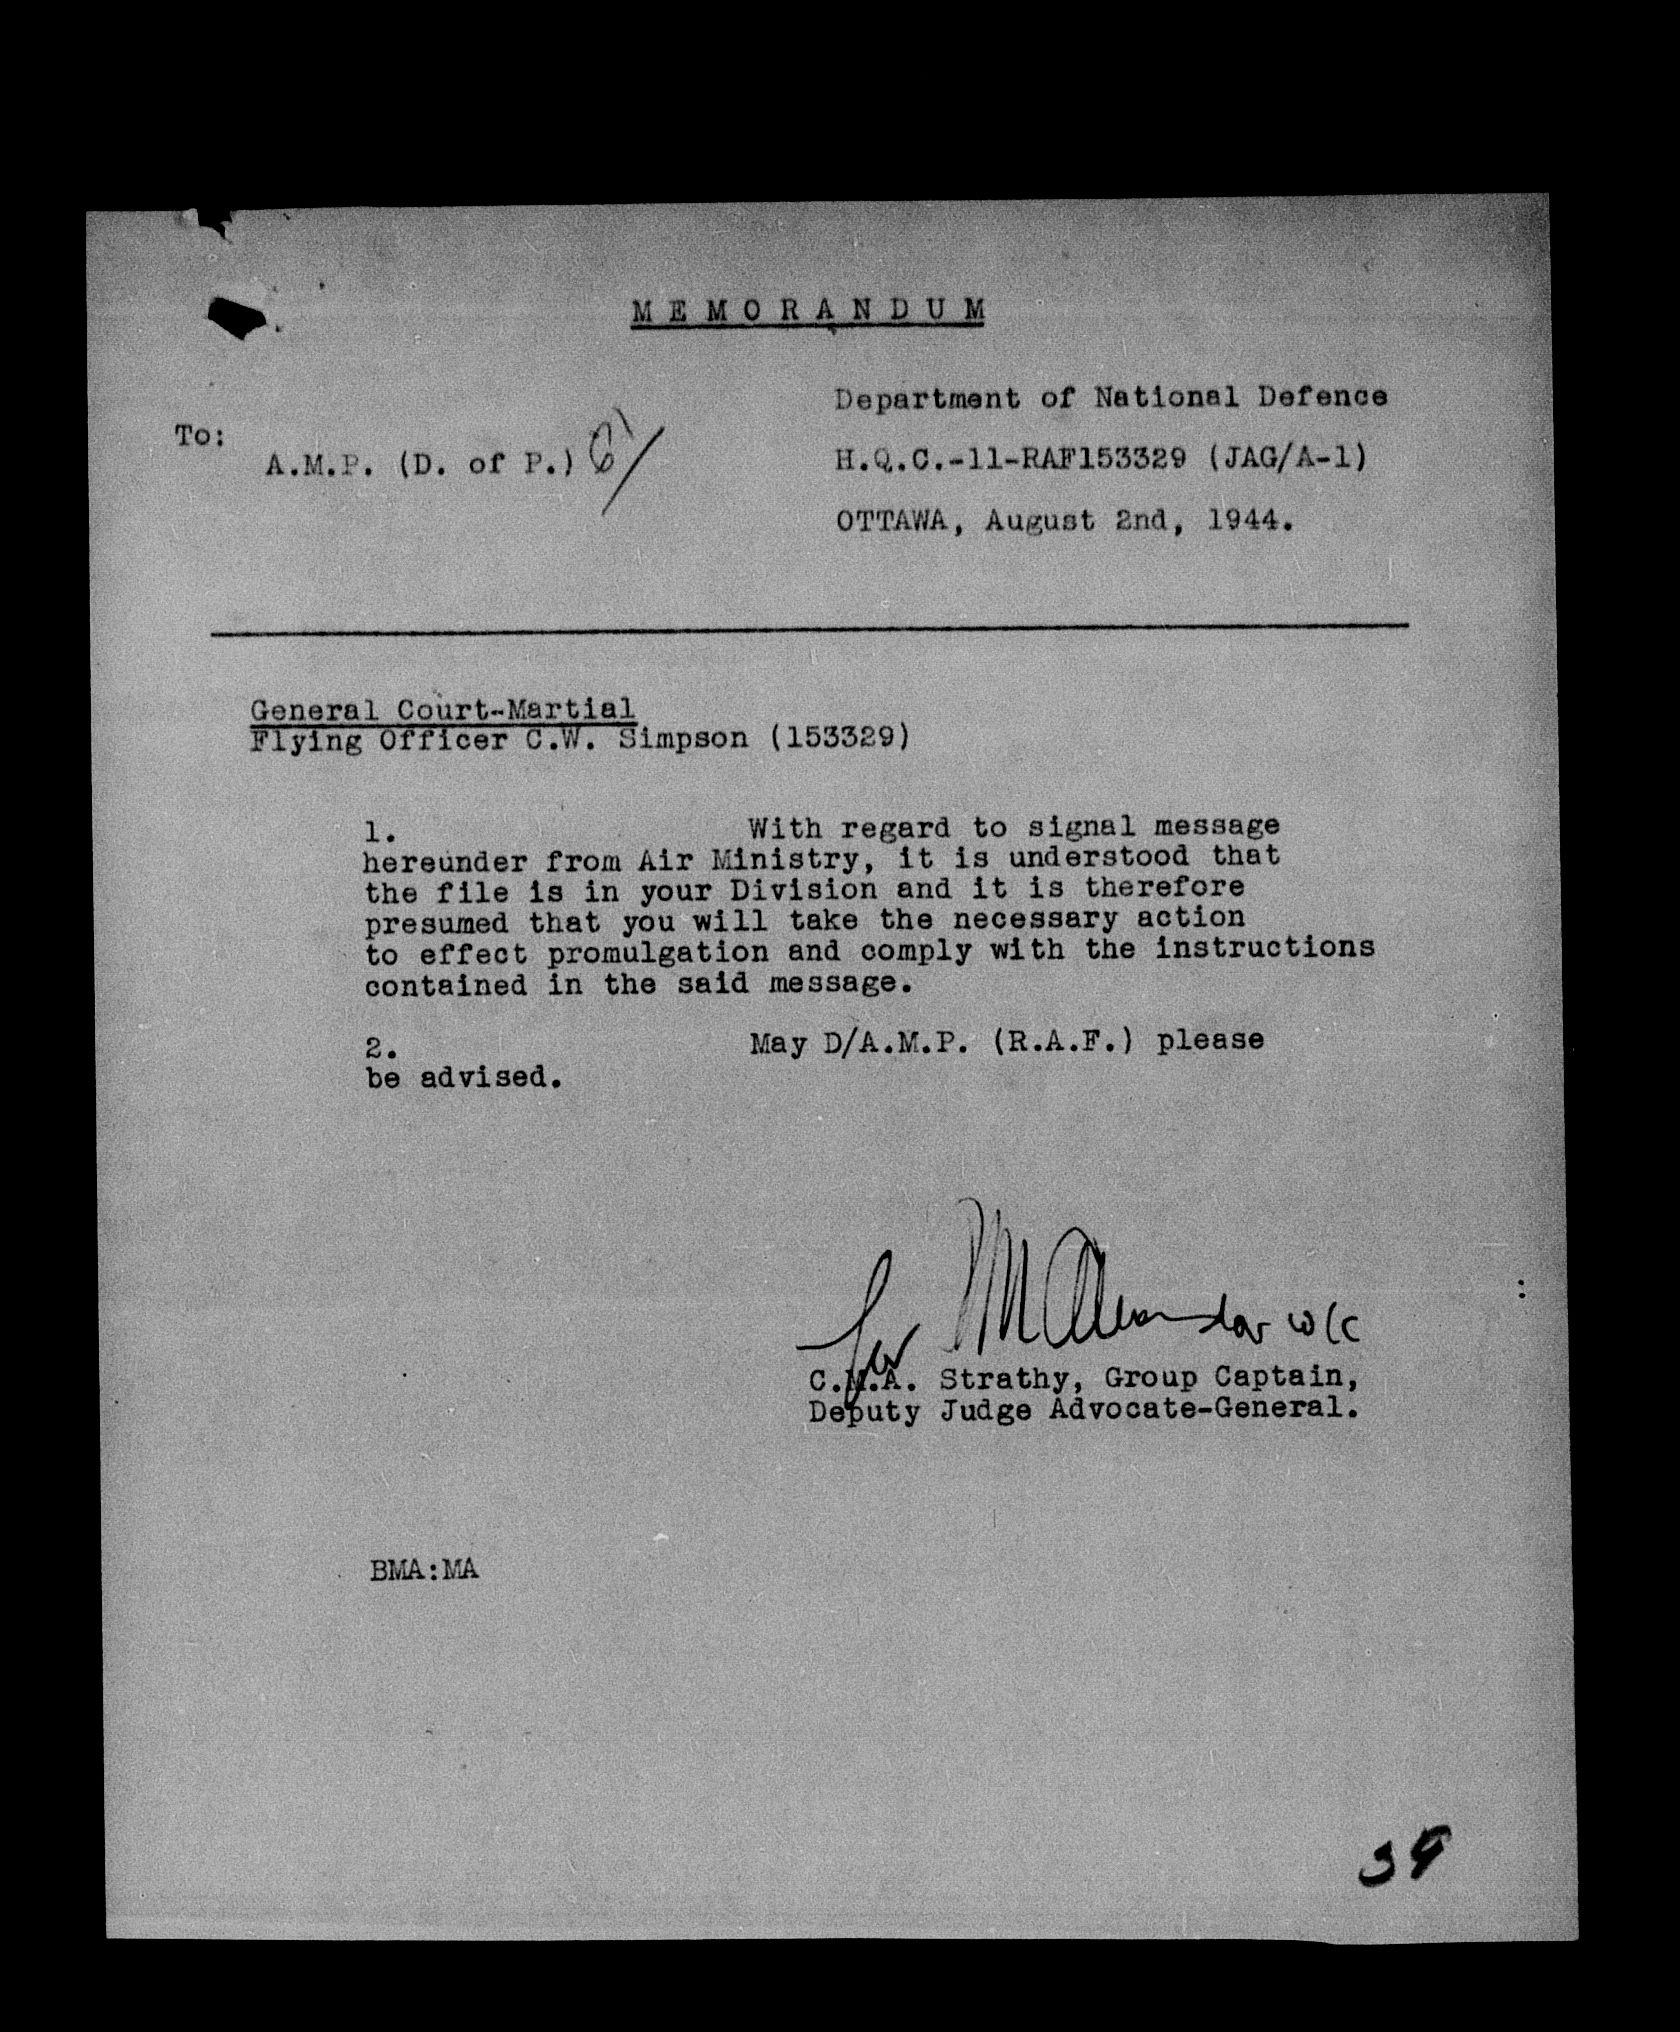 MEMORANDUM
Department of National Defence
To:
A.M.P. (D. of P.)
H.Q.C.-11-RAF153329 (JAG/A-1)
OTTAWA, August 2nd, 1944.
General Court-Martial
Flying Officer C.W. Simpson (153329)
1. With regard to signal message
hereunder from Air Ministry, it is understood that
the file is in your Division and it is therefore
presumed that you will take the necessary action
to effect promulgation and comply with the instructions
contained in the said message.
2. May D/A.M.P. (R.A.F.) please
be advised.
for Alexander W/C
C.M.A. Strathy, Group Captain,
Deputy Judge Advocate-General.
BMA:MA
39